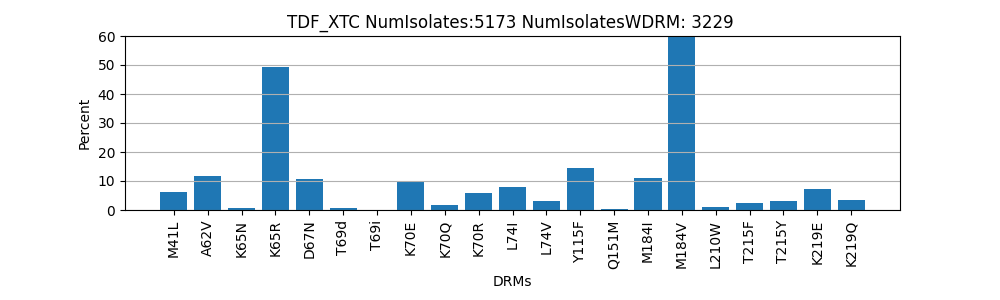 TDF_XTC NumIsolates:5173 NumIsolatesWDRM: 3229
60
50
40
30
20
10
0
Percent
M41L
A62V
K65N
K65R
D67N
T69d
T69i
K70E
K70Q
K70R
L74I
L74V
Y115F
Q151M
M184I
M184V
L210W
T215F
T215Y
K219E
K219Q
DRMs